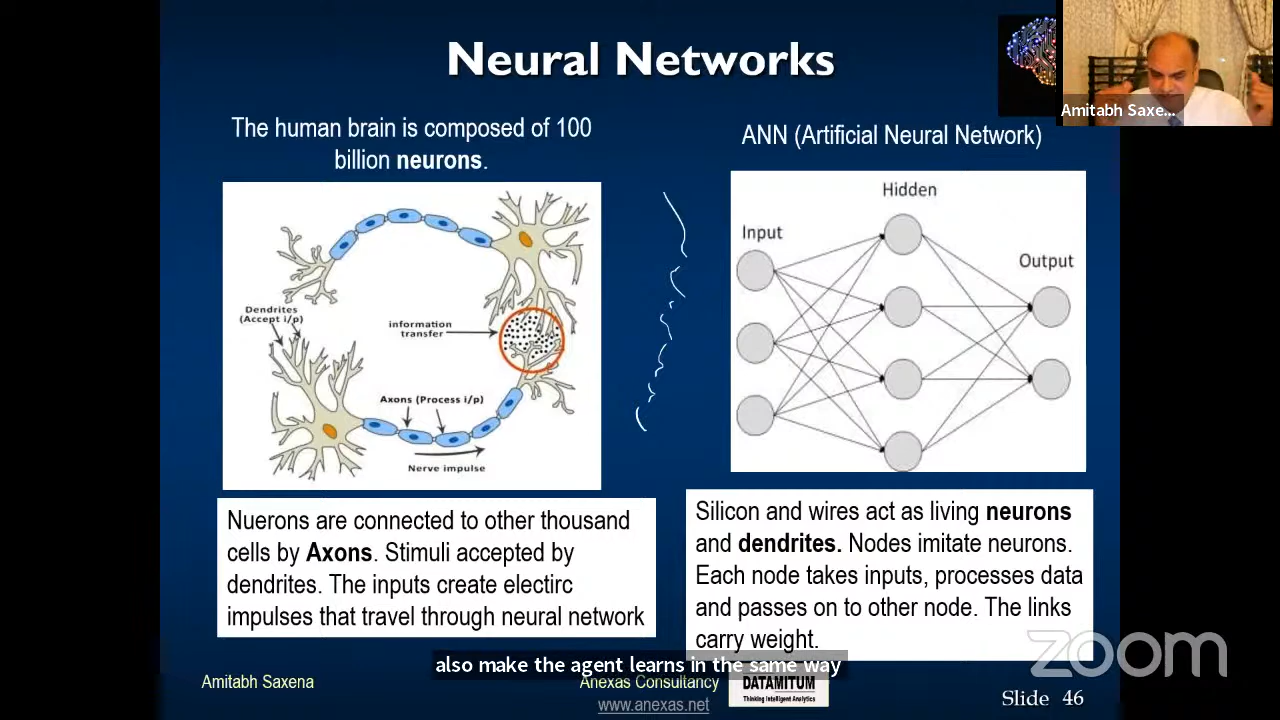 Neural Networks
Amitabh Saxe...
The human brain is composed of 100
billion neurons.
ANN (Artificial Neural Network)
Dendrites
(Accept i/p)
information
transfer
Axons (Process i/p)
Nerve impulse
Hidden
Input
Output
Nuerons are connected to other thousand
cells by Axons. Stimuli accepted by
dendrites. The inputs create electirc
impulses that travel through neural network
Silicon and wires act as living neurons
and dendrites. Nodes imitate neurons.
Each node takes inputs, processes data
and passes on to other node. The links
carry weight.
zoom
also make the agent learns in the same way
Amitabh Saxena
Anexas Consultancy
www.anexas.net
DATAMITUM
Thinking Intelligent Analytics
Slide 46